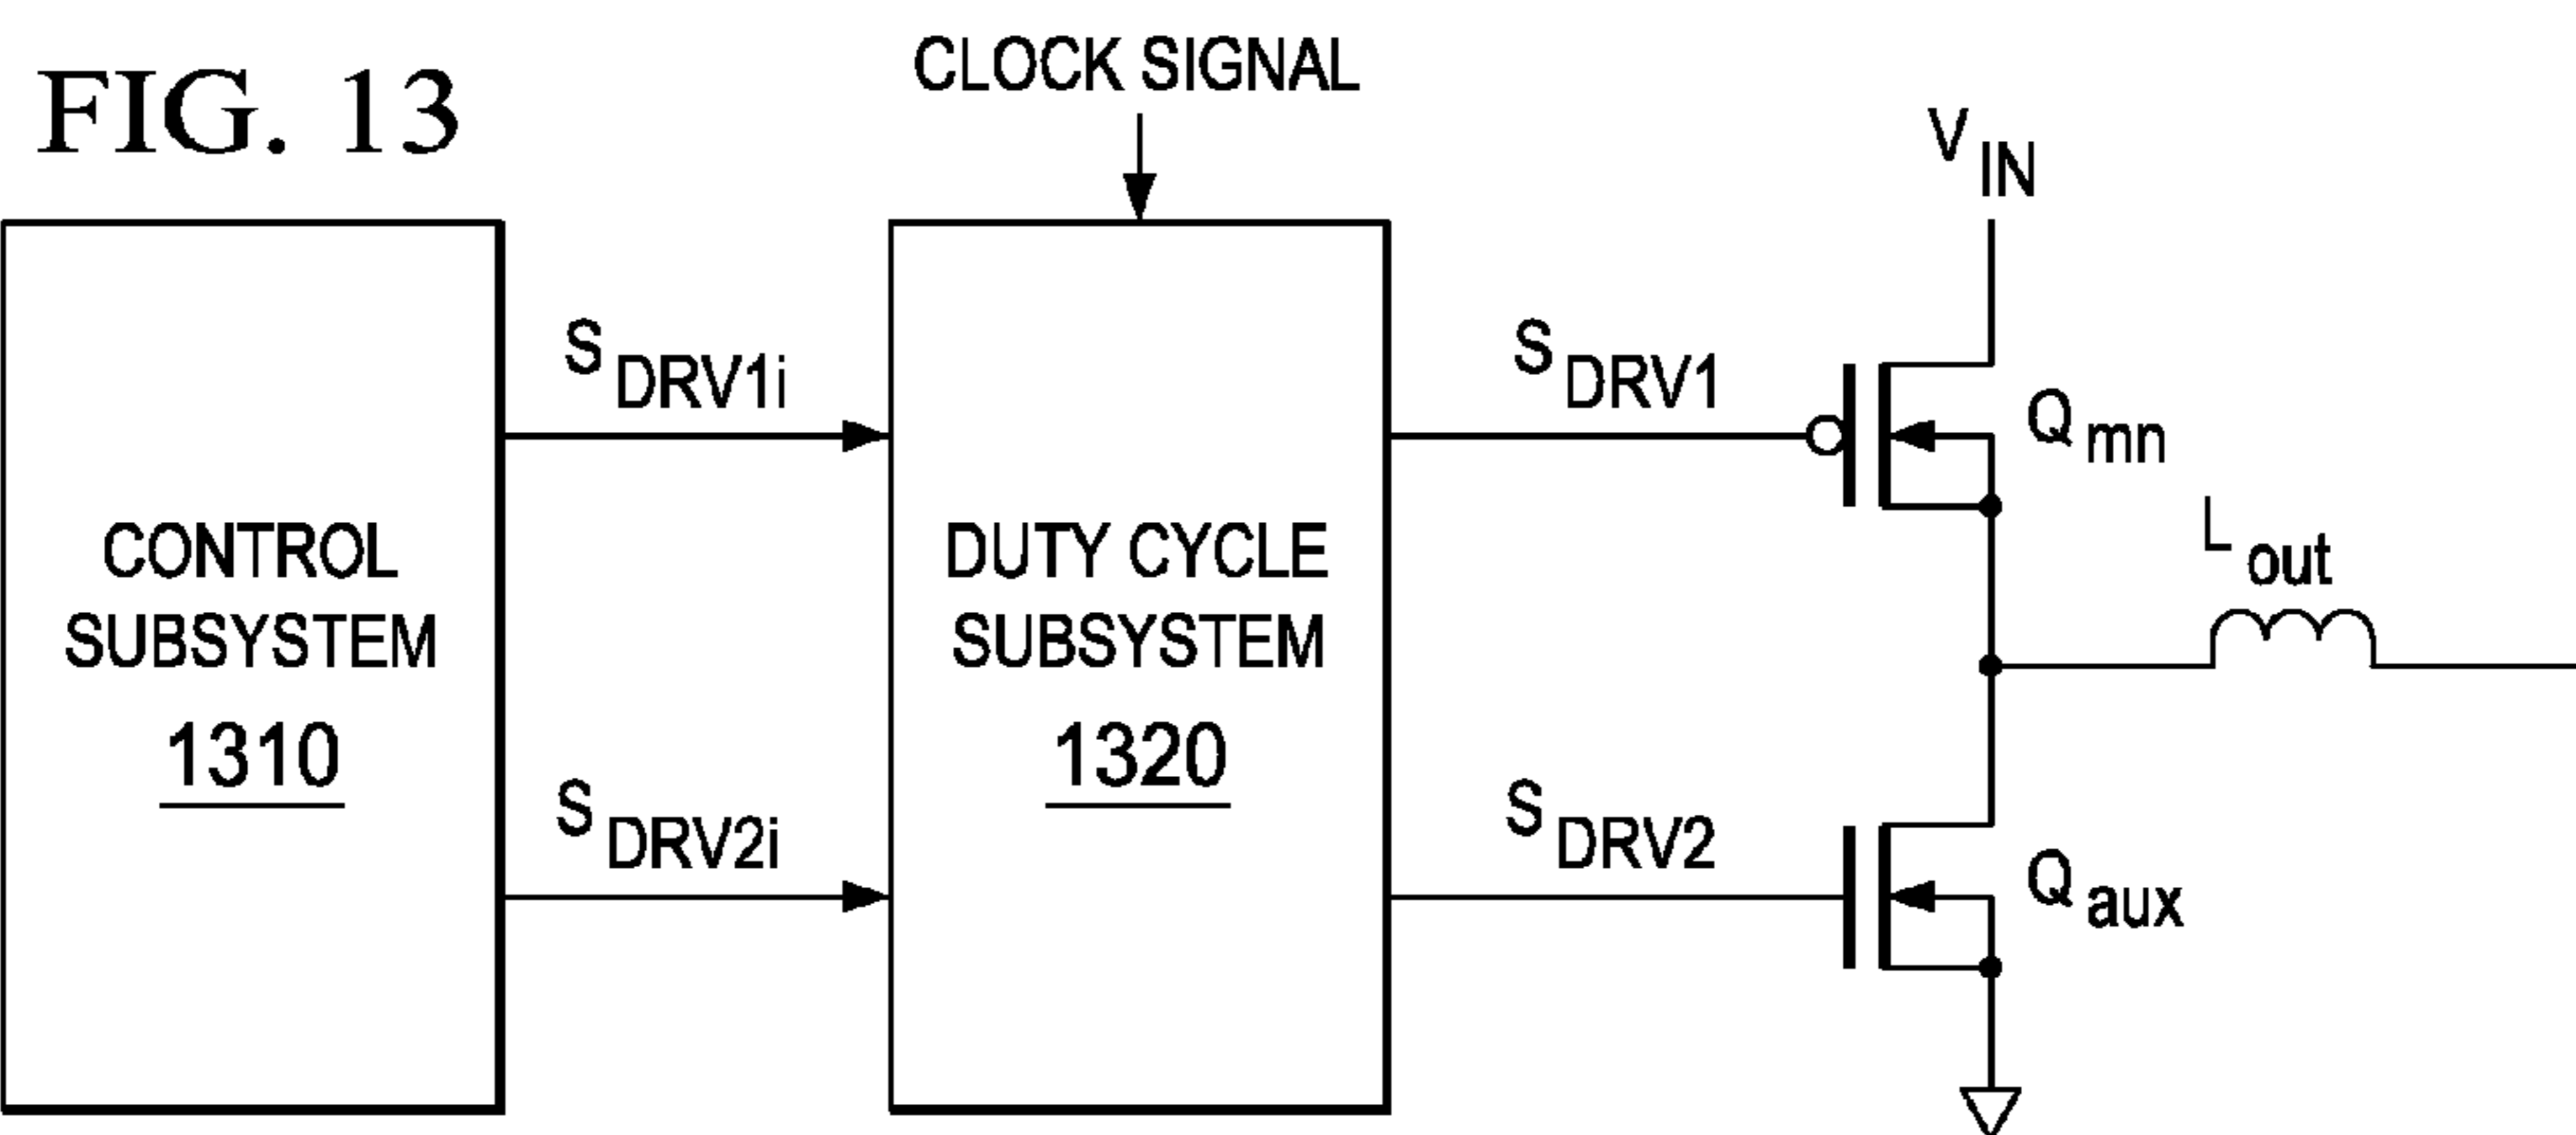 FIG. 13
CLOCK SIGNAL
V IN
CONTROL
SUBSYSTEM
1310
S DRV1i
S DRV2i
DUTY CYCLE
SUBSYSTEM
1320
S DRV1
S DRV2
Q mn
L out
Q aux